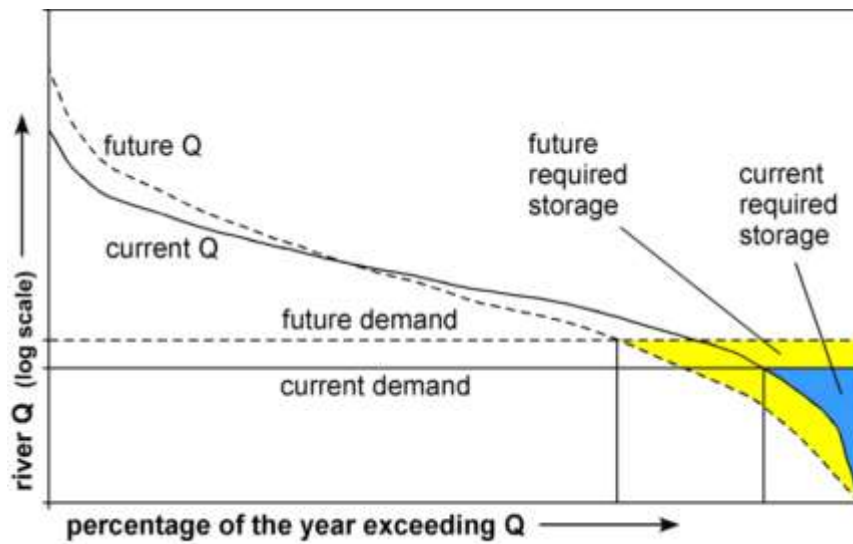 future Q
current Q
future
required
storage
current
required
storage
future demand
current demand
river Q (log scale)
percentage of the year exceeding Q